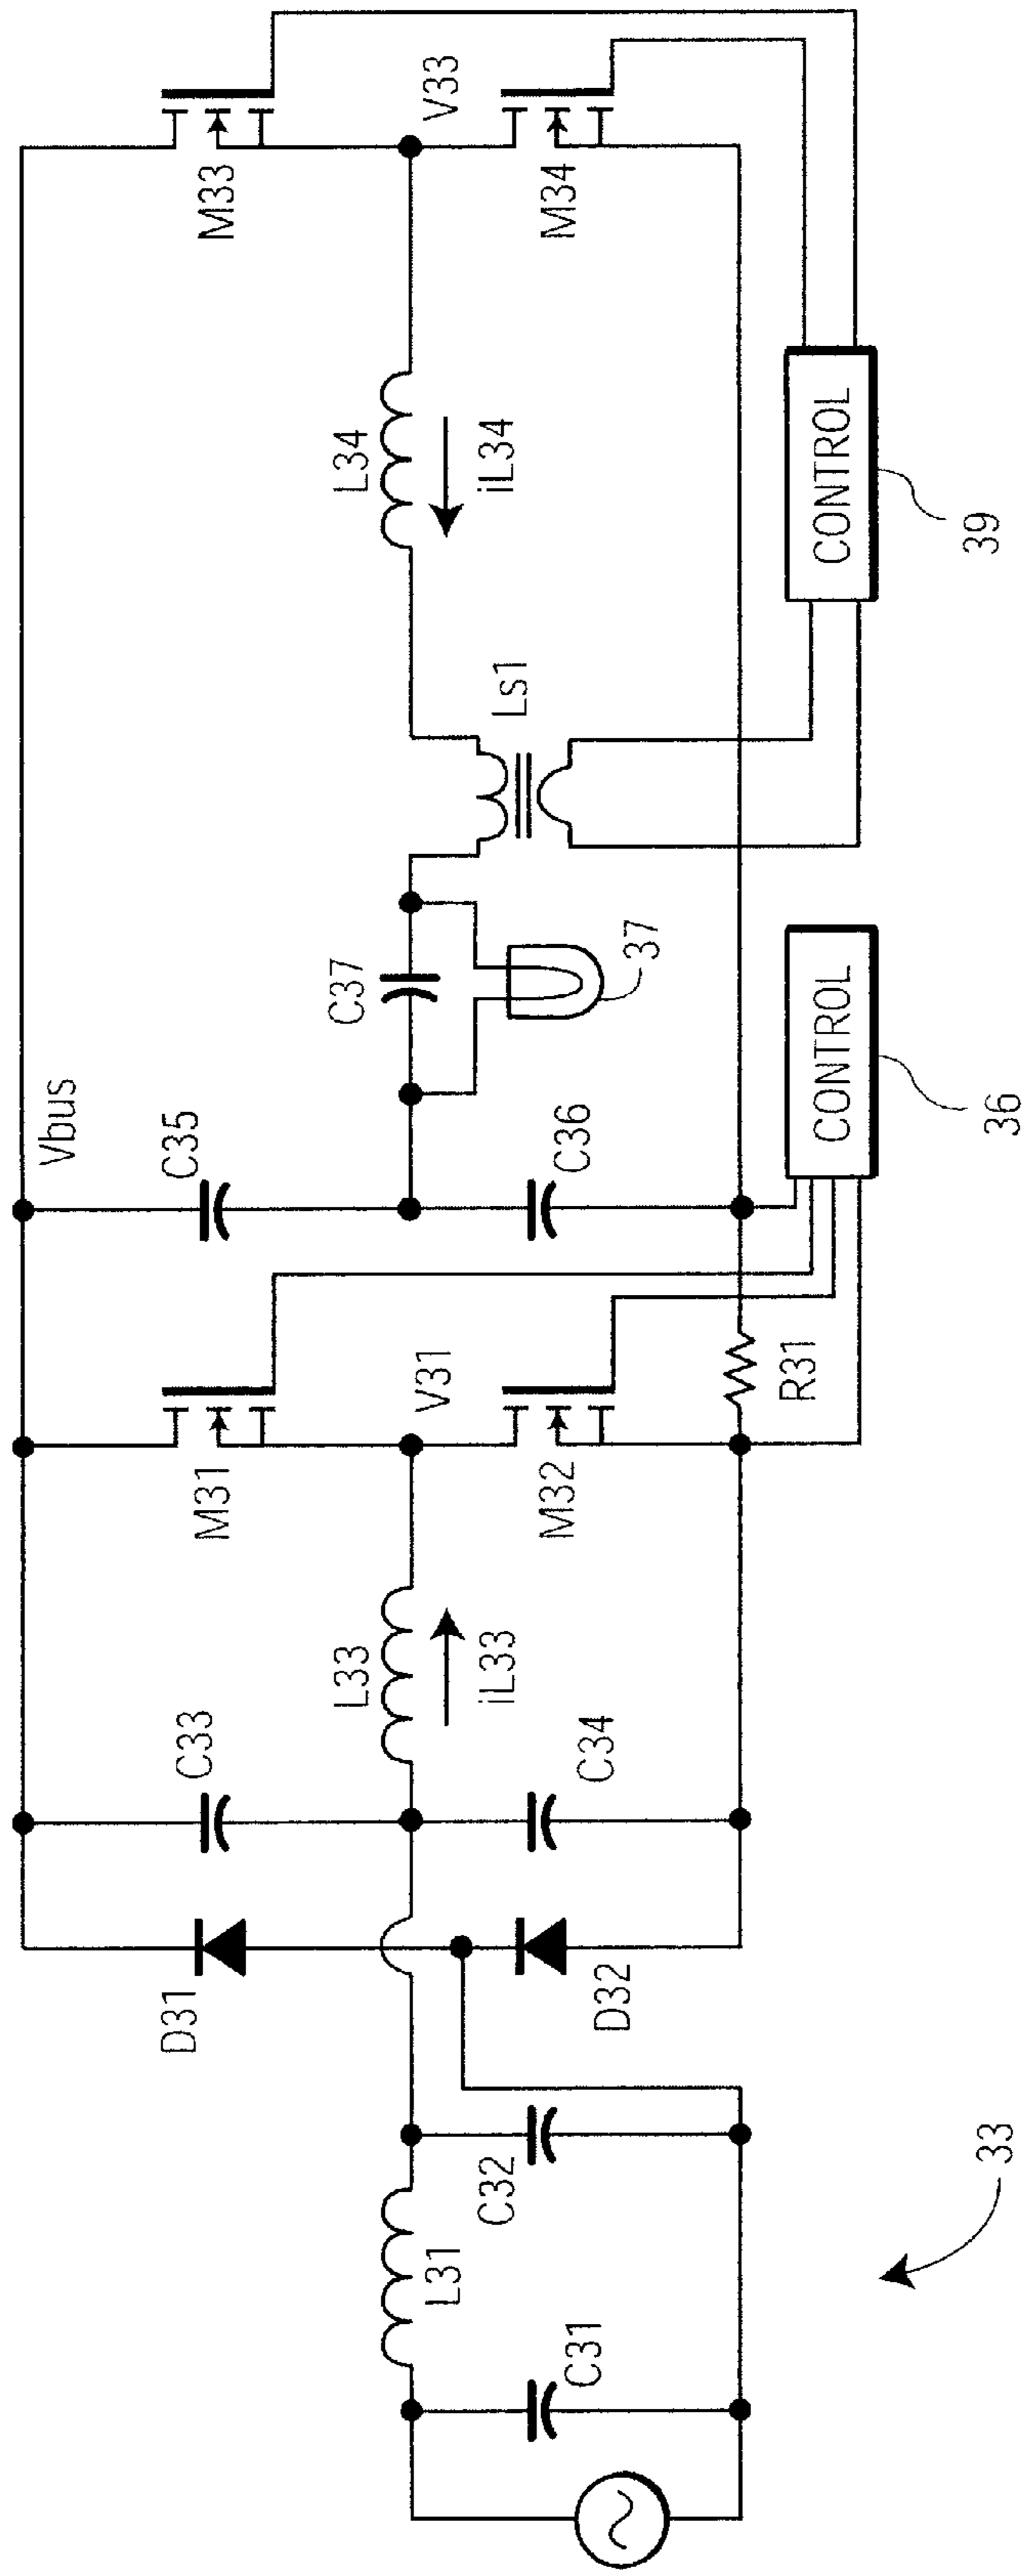 33
C31
L31
C32
D31
D32
C33
C34
L33
iL33
M31
M32
V31
R31
Vbus
C35
C36
CONTROL
36
C37
37
Ls1
L34
iL34
CONTROL
39
M33
M34
V33